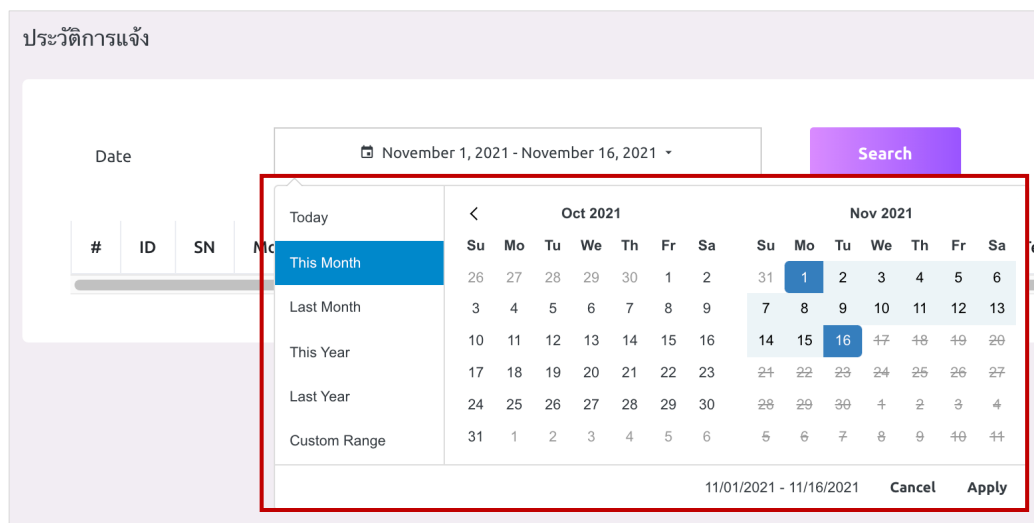 ประวัติการแจ้ง
Date
November 1, 2021 - November 16, 2021
Search
# ID SN
Today
This Month
Last Month
This Year
Last Year
Custom Range
Oct 2021
Su Mo Tu We Th Fr Sa
26 27 28 29 30 1 2
3 4 5 6 7 8 9
10 11 12 13 14 15 16
17 18 19 20 21 22 23
24 25 26 27 28 29 30
31 1 2 3 4 5 6
Nov 2021
Su Mo Tu We Th Fr Sa
31 1 2 3 4 5 6
7 8 9 10 11 12 13
14 15 16 17 18 19 20
21 22 23 24 25 26 27
28 29 30 1 2 3 4
5 6 7 8 9 10 11
11/01/2021 - 11/16/2021
Cancel
Apply